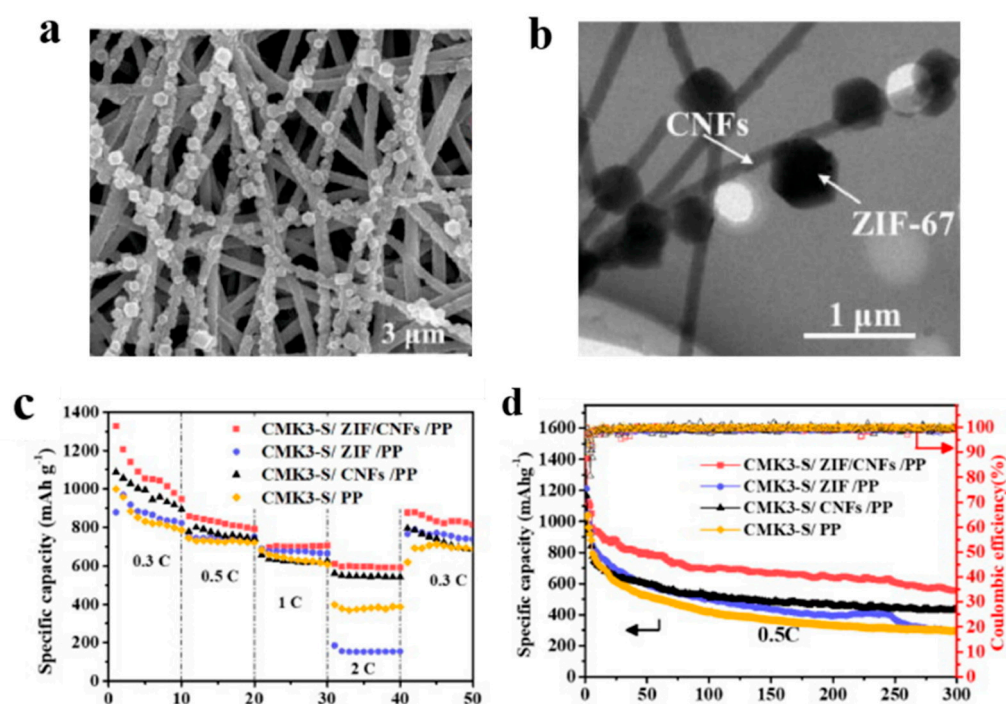 a
3 μm
b
CNFs
ZIF-67
1 μm
c
Specific capacity (mAh g-1)
1400
1200
1000
800
600
400
200
0
CMK3-S/ ZIF/CNFs /PP
CMK3-S/ ZIF /PP
CMK3-S/ CNFs /PP
CMK3-S/ PP
0.3 C
0.5 C
1 C
2 C
0.3 C
0 10 20 30 40 50
d
Specific capacity (mAhg-1)
1600
1400
1200
1000
800
600
400
200
0
CMK3-S/ ZIF/CNFs /PP
CMK3-S/ ZIF /PP
CMK3-S/ CNFs /PP
CMK3-S/ PP
0.5C
0 50 100 150 200 250 300
100
90
80
70
60
50
40
30
20
10
0
Coulombic efficiency(%)